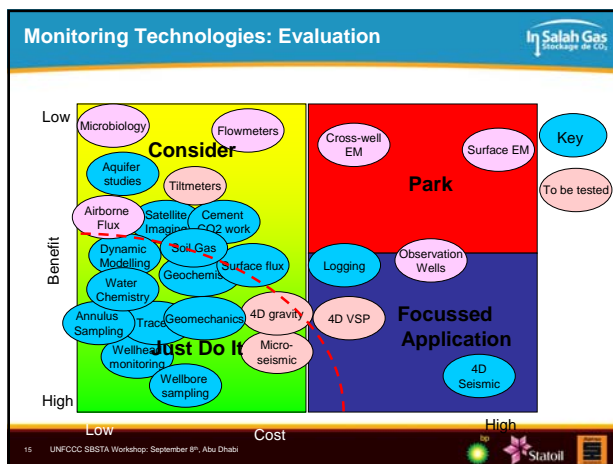 Monitoring Technologies: Evaluation
In Salah Gas
Stockage de CO₂
Low
Microbiology
Flowmeters
Consider
Cross-well
EM
Surface EM
Key
Park
Aquifer
studies
Tiltmeters
To be tested
Airborne
Flux
Satellite
Imaging
Cement
CO2 work
Soil Gas
Dynamic
Modelling
Geochemis
Surface flux
Logging
Observation
Wells
Benefit
Water
Chemistry
Annulus
Sampling
Trace
Geomechanics
4D gravity
4D VSP
Focussed
Application
Just Do It
Wellhead
monitoring
Micro-
seismic
Wellbore
sampling
4D
Seismic
High
Low
Cost
High
15 UNFCCC SBSTA Workshop: September 8th, Abu Dhabi
bp
Statoil